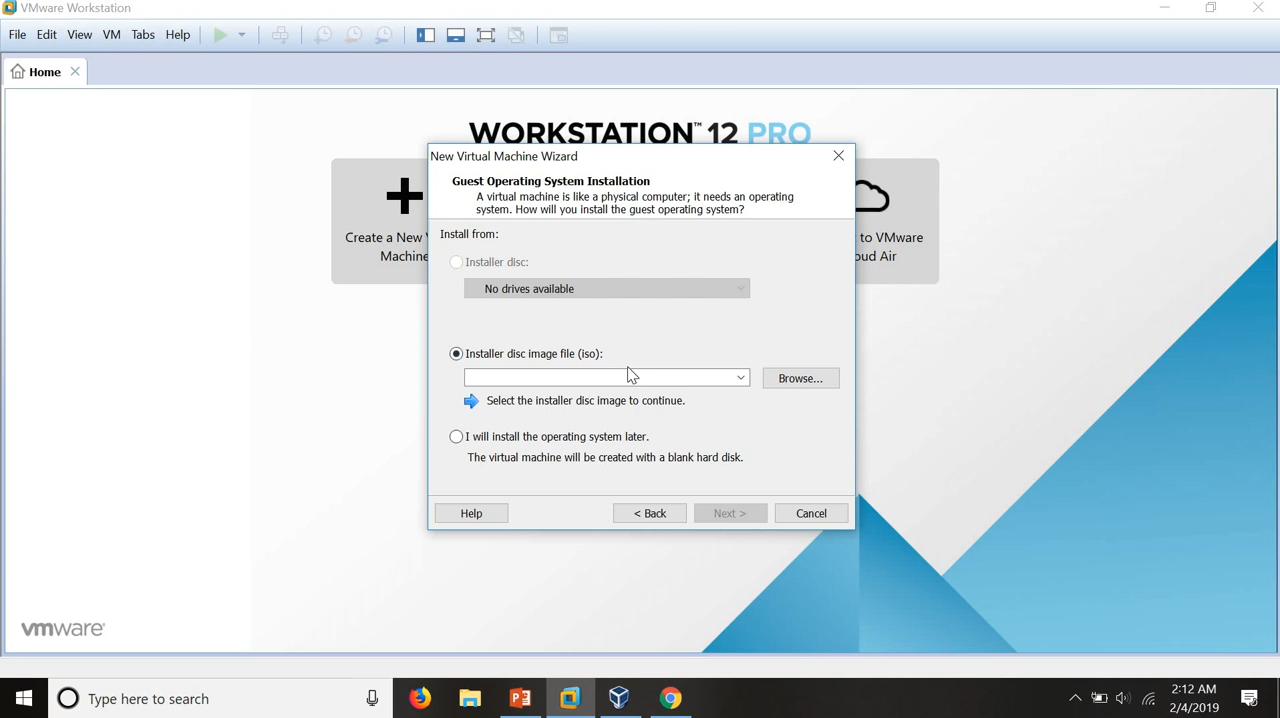 VMware Workstation
File Edit View VM Tabs Help
Home
WORKSTATION™ 12 PRO
Create a New V
Machine
to VMware
oud Air
New Virtual Machine Wizard
Guest Operating System Installation
A virtual machine is like a physical computer; it needs an operating
system. How will you install the guest operating system?
Install from:
Installer disc:
No drives available
Installer disc image file (iso):
Browse...
Select the installer disc image to continue.
I will install the operating system later.
The virtual machine will be created with a blank hard disk.
Help < Back Next > Cancel
vmware®
Type here to search
2:12 AM
2/4/2019